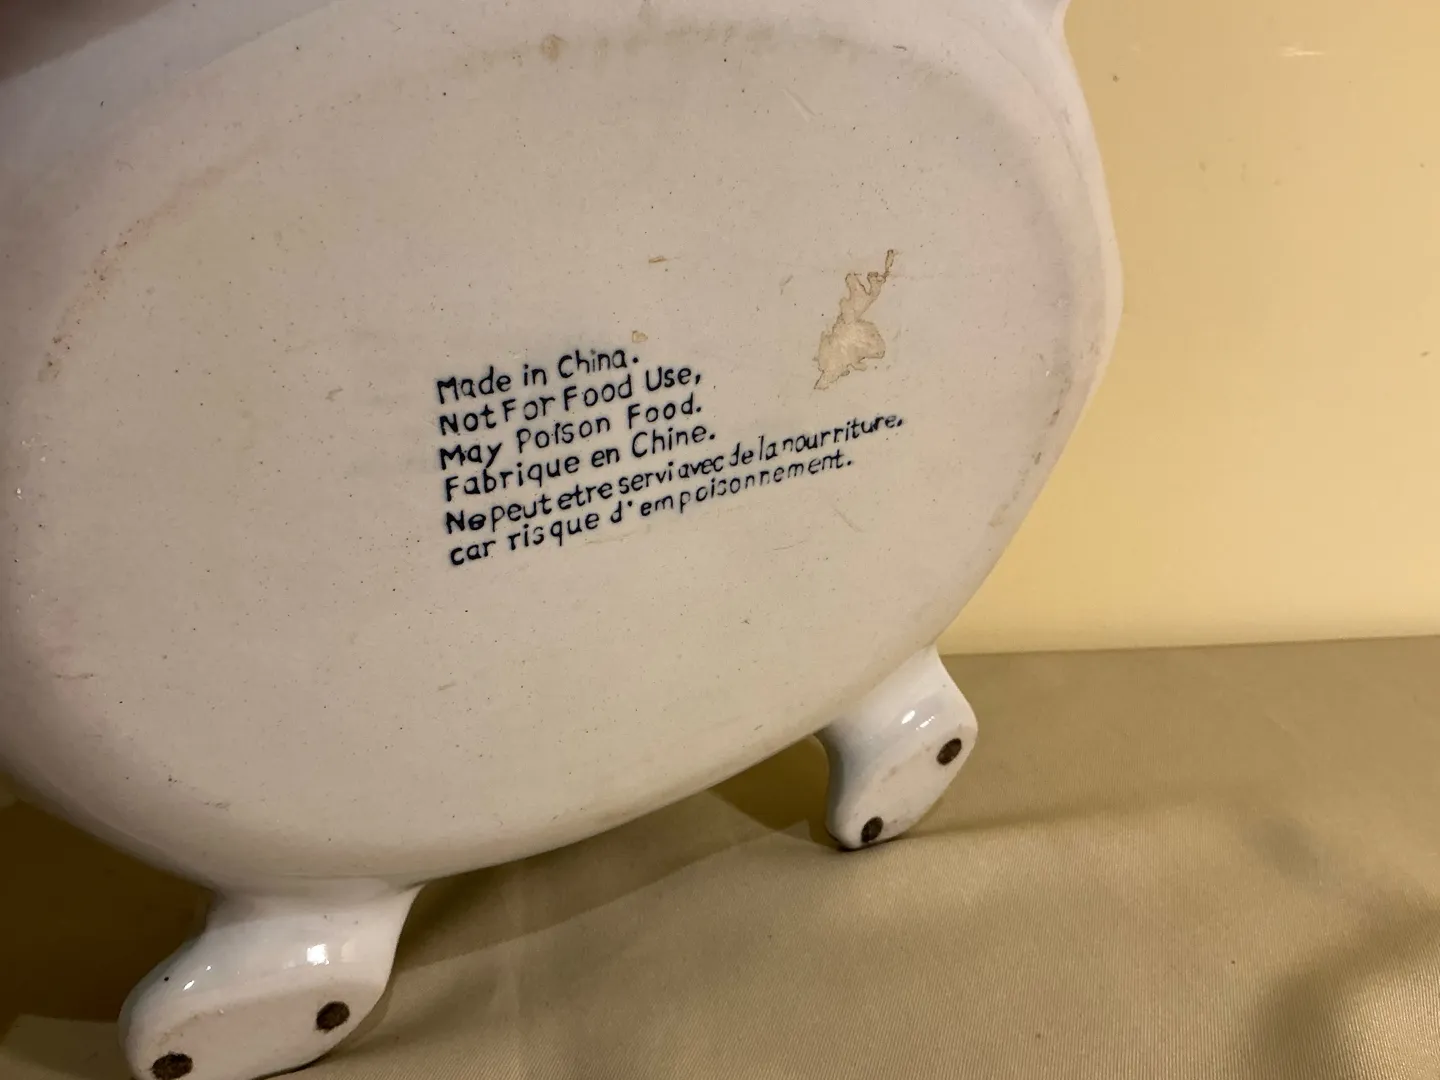 Made in China.
Not For Food Use,
May Poison Food.
Fabrique en Chine.
Ne peut etre servi avec de la nourriture.
car risque d'empoisonnement.